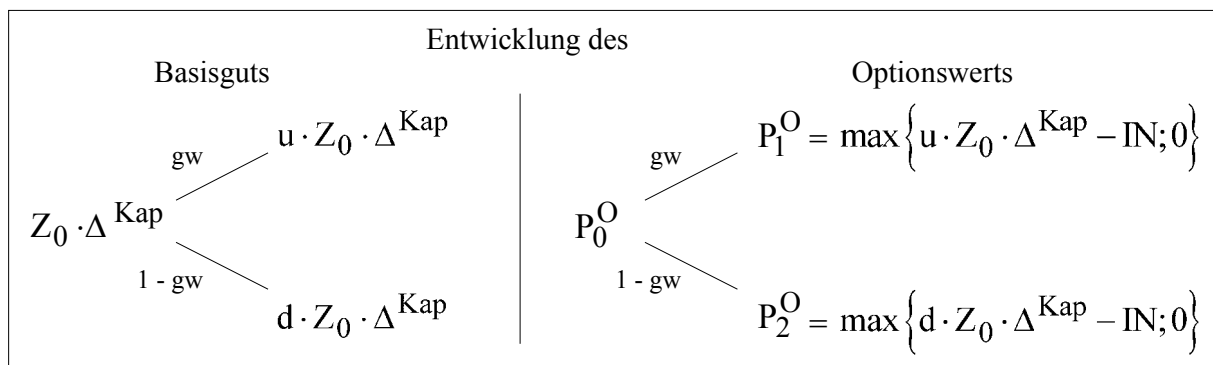 Entwicklung des
Basisguts
Optionswerts
u · Z₀ · Δ^Kap
gw
Z₀ · Δ^Kap
1 - gw
d · Z₀ · Δ^Kap
P₁^O = max{u · Z₀ · Δ^Kap − IN; 0}
gw
P₀^O
1 - gw
P₂^O = max{d · Z₀ · Δ^Kap − IN; 0}